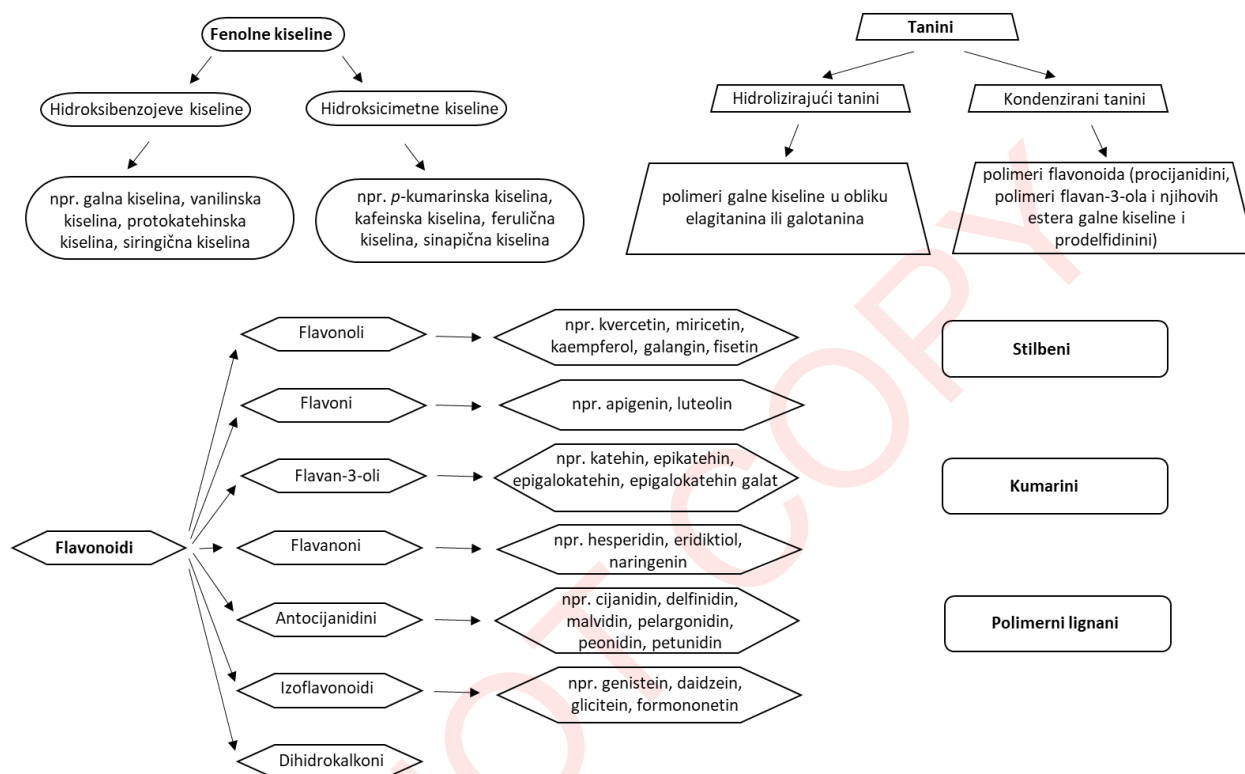 Fenolne kiseline
Hidroksibenzojeve kiseline
Hidroksicimetne kiseline
npr. galna kiselina, vanilinska
kiselina, protokatehinska
kiselina, siringična kiselina
npr. p-kumarinska kiselina,
kafeinska kiselina, ferulična
kiselina, sinapična kiselina
Tanini
Hidrolizirajući tanini
Kondenzirani tanini
polimeri galne kiseline u obliku
elagitanina ili galotanina
polimeri flavonoida (procijanidini,
polimeri flavan-3-ola i njihovih
estera galne kiseline i
prodelfidinini)
Flavonoidi
Flavonoli
npr. kvercetin, miricetin,
kaempferol, galangin, fisetin
Flavoni
npr. apigenin, luteolin
Flavan-3-oli
npr. katehin, epikatehin,
epigalokatehin, epigalokatehin galat
Flavanoni
npr. hesperidin, eridiktiol,
naringenin
Antocijanidini
npr. cijanidin, delfinidin,
malvidin, pelargonidin,
peonidin, petunidin
Izoflavonoidi
npr. genistein, daidzein,
glicitein, formononetin
Dihidrokalkoni
Stilbeni
Kumarini
Polimerni lignani
OT COPY